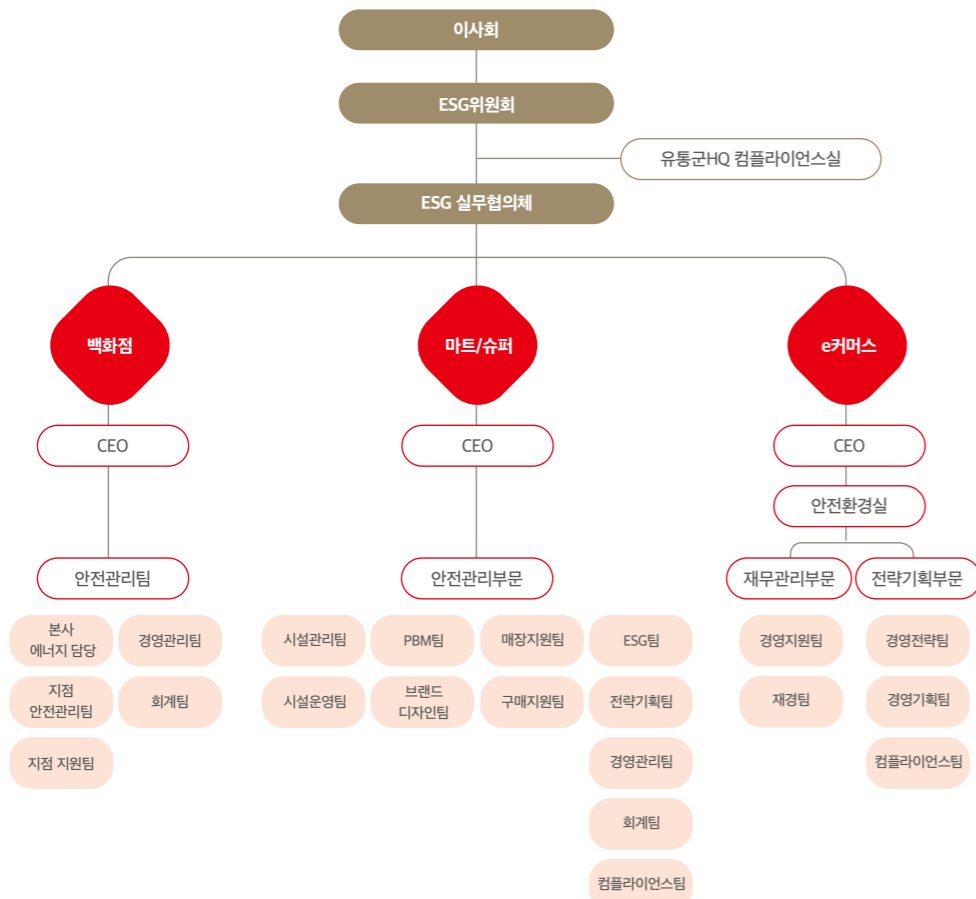 이사회
ESG위원회
유통군HQ 컴플라이언스실
ESG 실무협의체
백화점
마트/슈퍼
e커머스
CEO
CEO
CEO
안전환경실
안전관리팀
안전관리부문
재무관리부문
전략기획부문
본사
에너지 담당
경영관리팀
지점
안전관리팀
회계팀
지점 지원팀
시설관리팀
PBM팀
매장지원팀
ESG팀
시설운영팀
브랜드
디자인팀
구매지원팀
전략기획팀
경영관리팀
회계팀
컴플라이언스팀
경영지원팀
경영전략팀
재경팀
경영기획팀
컴플라이언스팀